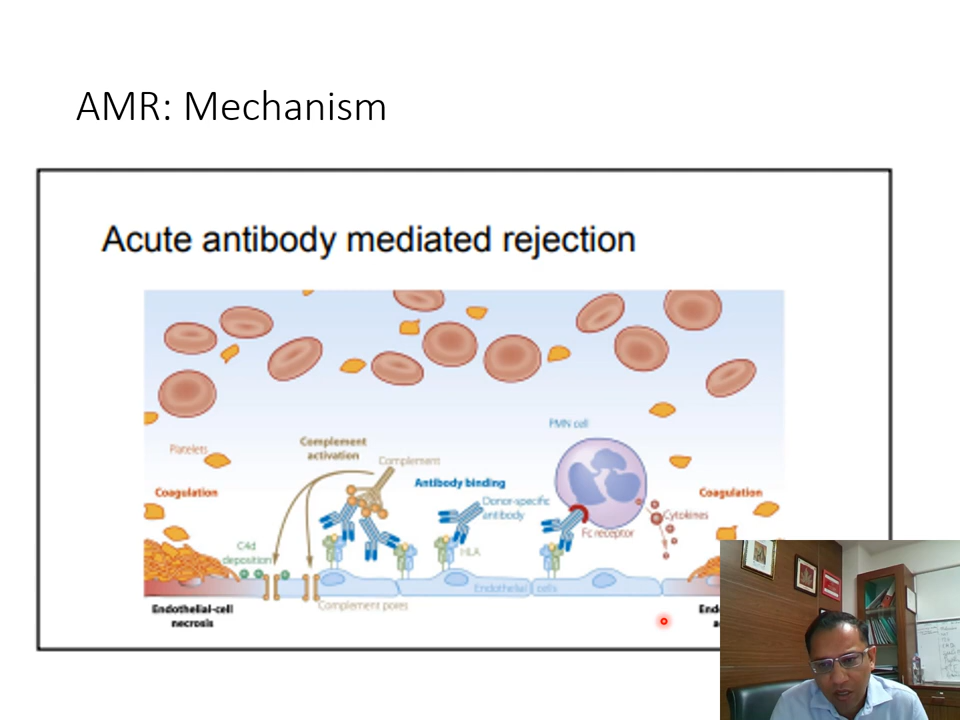 AMR: Mechanism
Acute antibody mediated rejection
PMN cell
Platelets
Complement
activation
Complement
Antibody binding
Coagulation
Donor-specific
antibody
Coagulation
Cytokines
Fc receptor
C4d
deposition
HLA
Endothelial cells
Endothelial-cell
necrosis
Complement pores